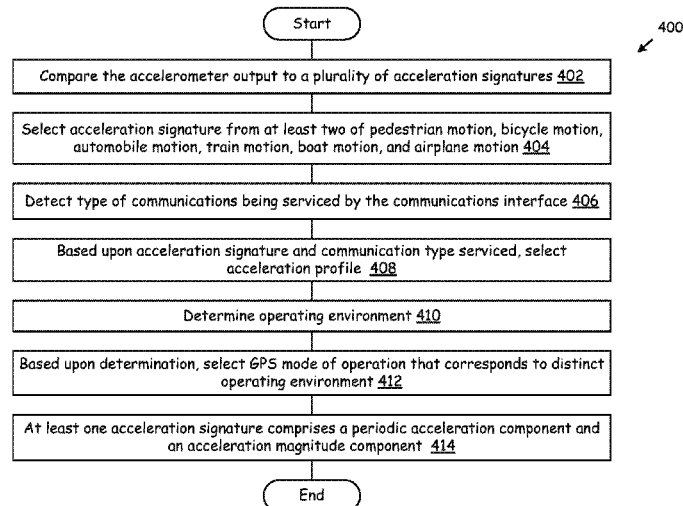 Start
400
Compare the accelerometer output to a plurality of acceleration signatures 402
Select acceleration signature from at least two of pedestrian motion, bicycle motion,
automobile motion, train motion, boat motion, and airplane motion 404
Detect type of communications being serviced by the communications interface 406
Based upon acceleration signature and communication type serviced, select
acceleration profile 408
Determine operating environment 410
Based upon determination, select GPS mode of operation that corresponds to distinct
operating environment 412
At least one acceleration signature comprises a periodic acceleration component and
an acceleration magnitude component 414
End